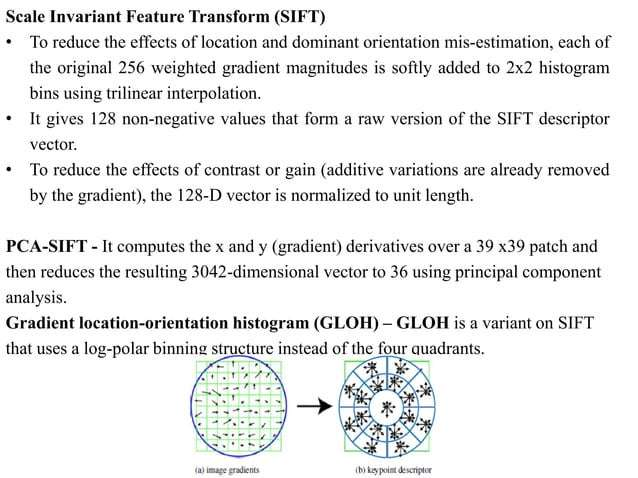 Scale Invariant Feature Transform (SIFT)
• To reduce the effects of location and dominant orientation mis-estimation, each of
the original 256 weighted gradient magnitudes is softly added to 2x2 histogram
bins using trilinear interpolation.
• It gives 128 non-negative values that form a raw version of the SIFT descriptor
vector.
• To reduce the effects of contrast or gain (additive variations are already removed
by the gradient), the 128-D vector is normalized to unit length.
PCA-SIFT - It computes the x and y (gradient) derivatives over a 39 x39 patch and
then reduces the resulting 3042-dimensional vector to 36 using principal component
analysis.
Gradient location-orientation histogram (GLOH) – GLOH is a variant on SIFT
that uses a log-polar binning structure instead of the four quadrants.
(a) image gradients
(b) keypoint descriptor